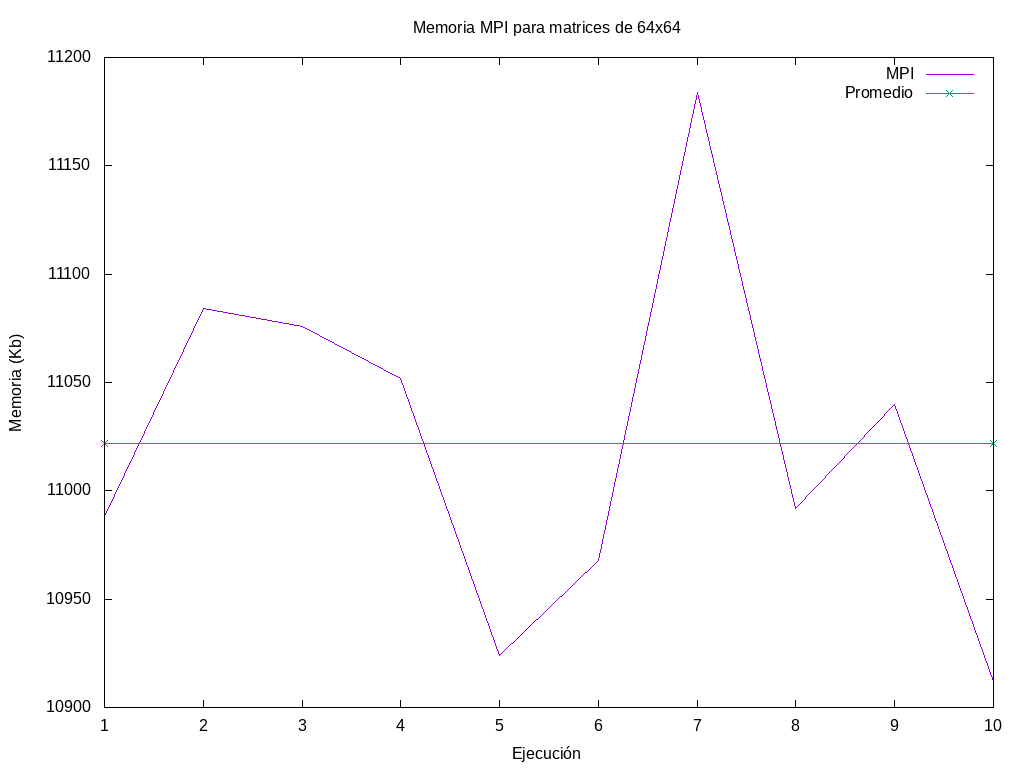 Memoria MPI para matrices de 64x64
MPI
Promedio
11200
11150
11100
11050
11000
10950
10900
Memoria (Kb)
1 2 3 4 5 6 7 8 9 10
Ejecución